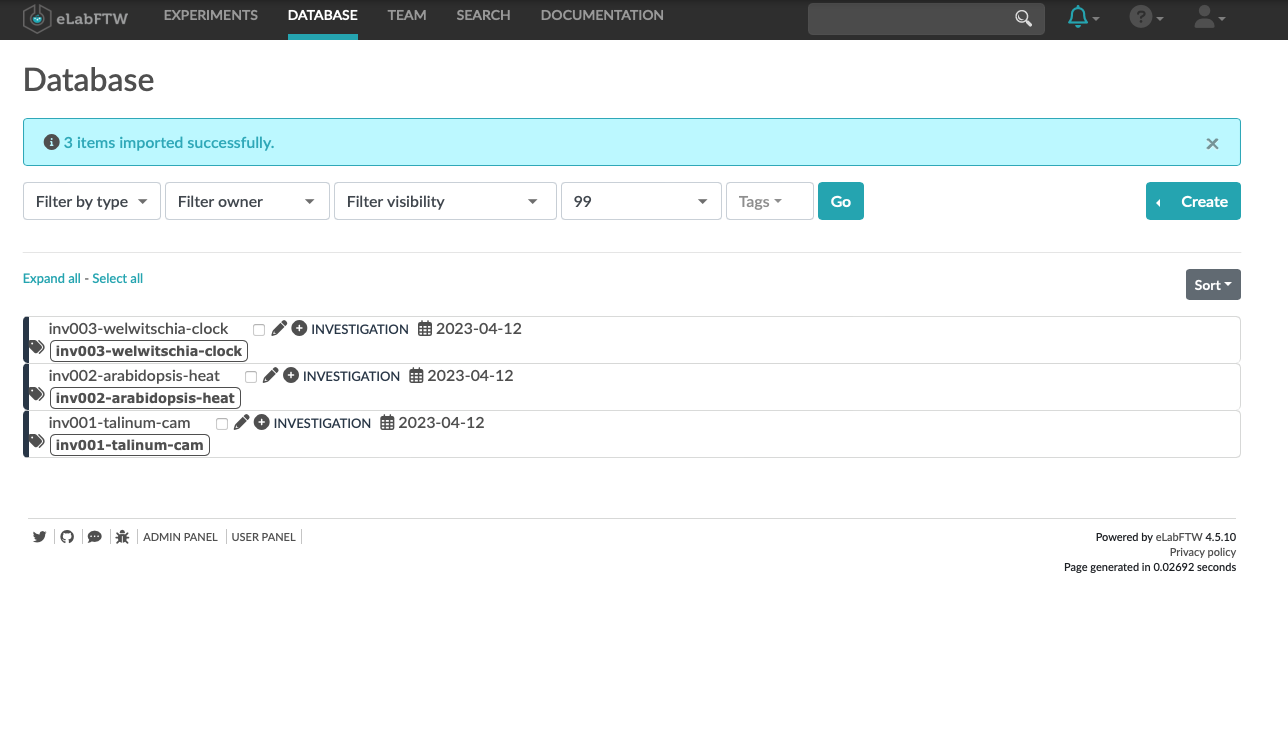 eLabFTW EXPERIMENTS DATABASE TEAM SEARCH DOCUMENTATION ?
Database
3 items imported successfully. ×
Filter by type Filter owner Filter visibility 99 Tags Go Create
Expand all - Select all
Sort
inv003-welwitschia-clock INVESTIGATION 2023-04-12
inv003-welwitschia-clock
inv002-arabidopsis-heat INVESTIGATION 2023-04-12
inv002-arabidopsis-heat
inv001-talinum-cam INVESTIGATION 2023-04-12
inv001-talinum-cam
ADMIN PANEL USER PANEL
Powered by eLabFTW 4.5.10
Privacy policy
Page generated in 0.02692 seconds